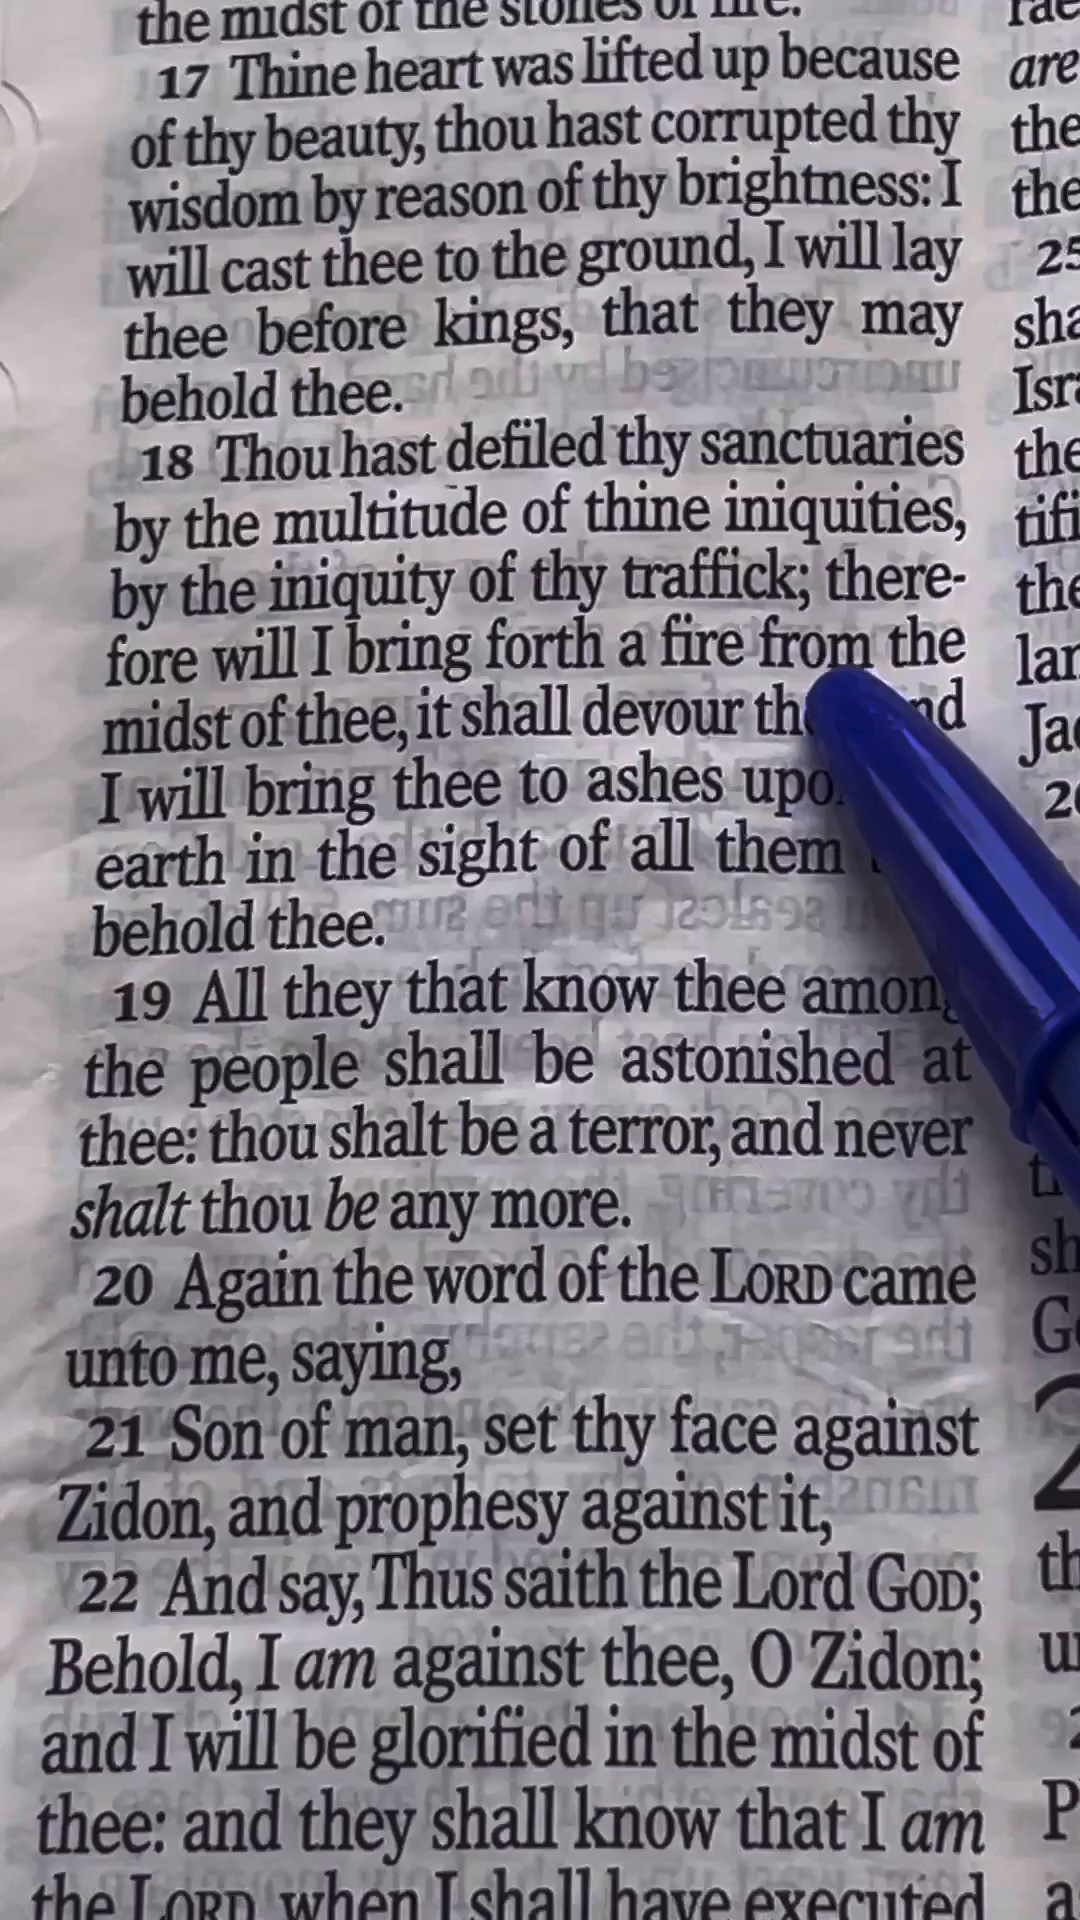 the midst of the stones of fire.
17 Thine heart was lifted up because
of thy beauty, thou hast corrupted thy
wisdom by reason of thy brightness: I
will cast thee to the ground, I will lay
thee before kings, that they may
behold thee.
18 Thou hast defiled thy sanctuaries
by the multitude of thine iniquities,
by the iniquity of thy traffick; there-
fore will I bring forth a fire from the
midst of thee, it shall devour
I will bring thee to ashes
earth in the sight of all them
behold thee.
19 All they that know thee among
the people shall be astonished at
thee: thou shalt be a terror, and never
shalt thou be any more.
20 Again the word of the LORD came
unto me, saying,
21 Son of man, set thy face against
Zidon, and prophesy against it,
22 And say, Thus saith the Lord GOD;
Behold, I am against thee, O Zidon;
and I will be glorified in the midst of
thee: and they shall know that I am
the LORD, when I shall have executed
are
the
the
25
the
the